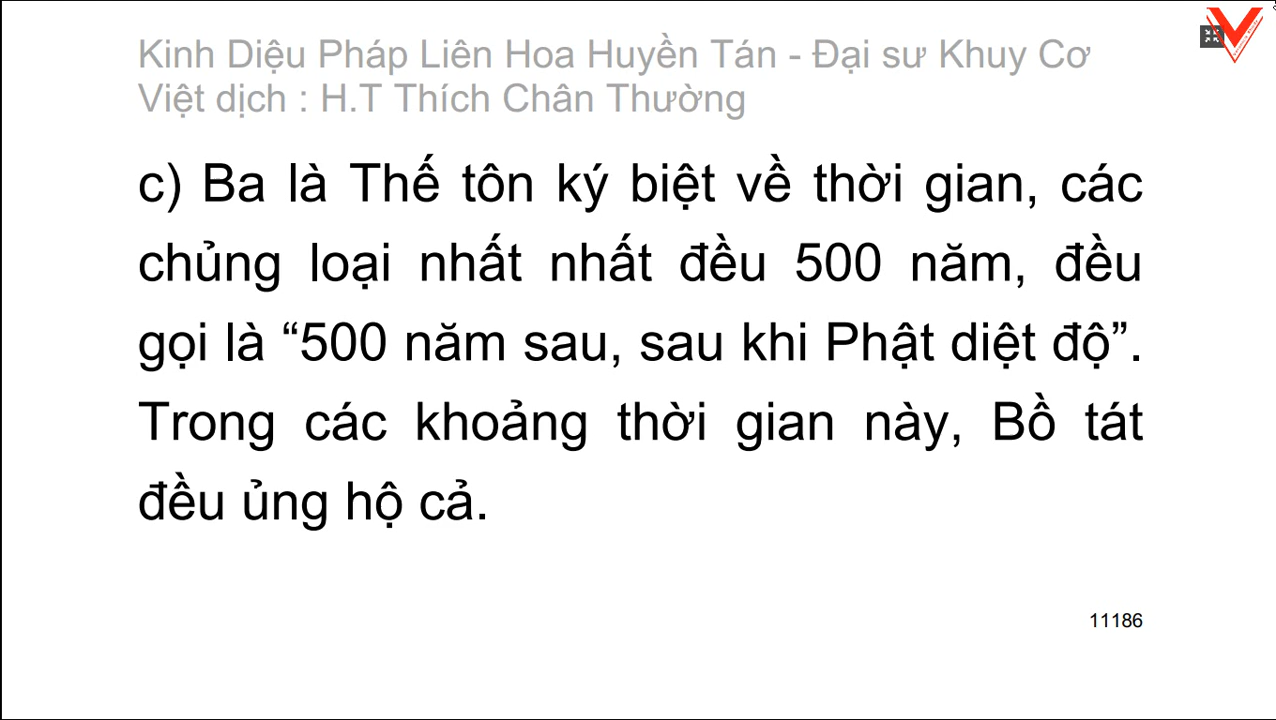 Kinh Diệu Pháp Liên Hoa Huyền Tán - Đại sư Khuy Cơ
Việt dịch : H.T Thích Chân Thường
c) Ba là Thế tôn ký biệt về thời gian, các
chủng loại nhất nhất đều 500 năm, đều
gọi là “500 năm sau, sau khi Phật diệt độ”.
Trong các khoảng thời gian này, Bồ tát
đều ủng hộ cả.
11186